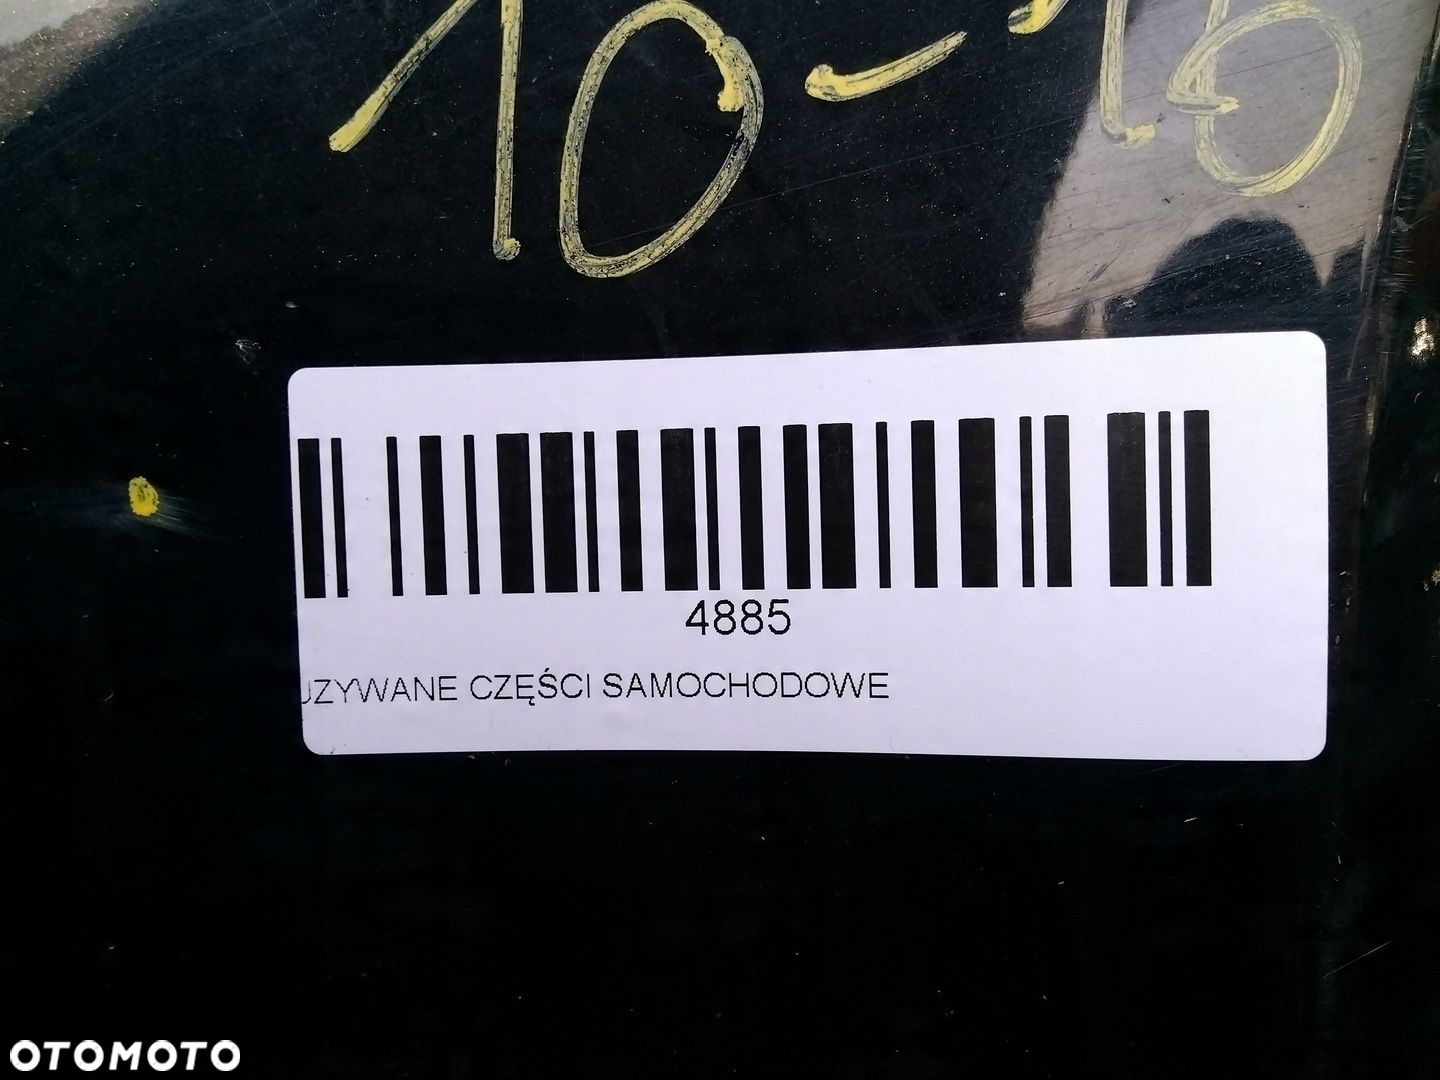 10-16
4885
UZYWANE CZĘŚCI SAMOCHODOWE
OTOMOTO